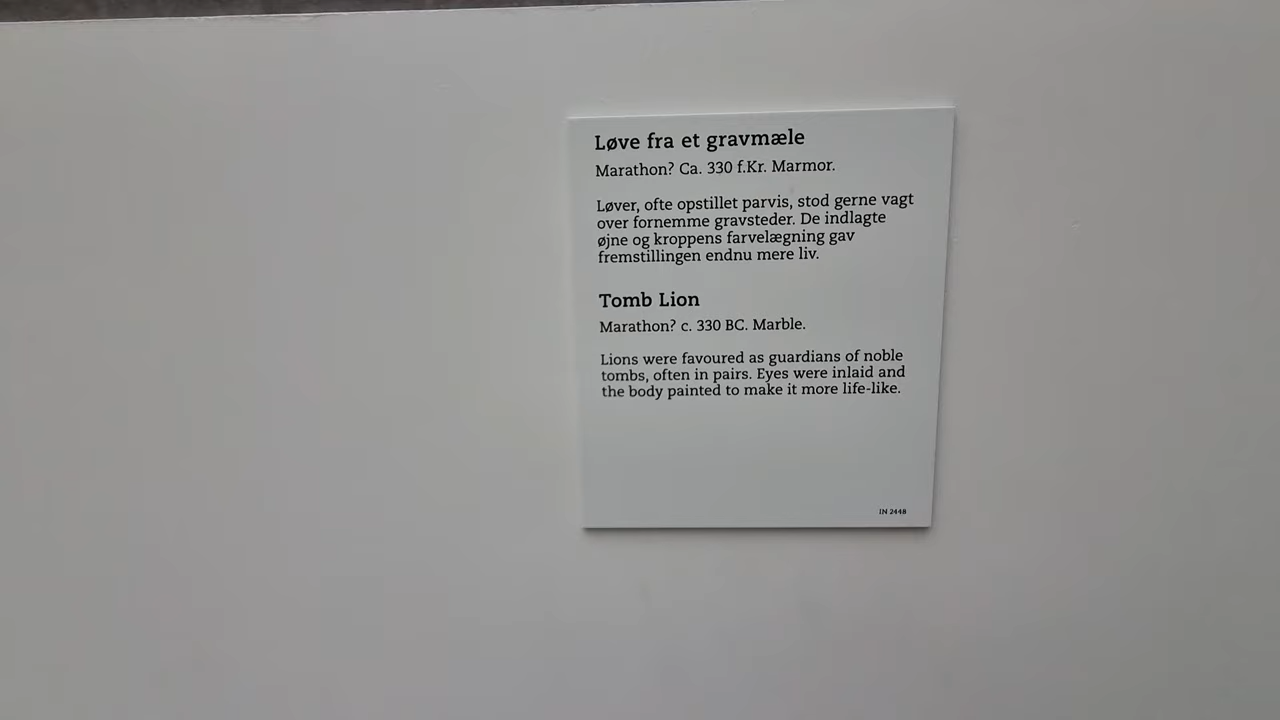 Løve fra et gravmæle
Marathon? Ca. 330 f.Kr. Marmor.
Løver, ofte opstillet parvis, stod gerne vagt
over fornemme gravsteder. De indlagte
øjne og kroppens farvelægning gav
fremstillingen endnu mere liv.
Tomb Lion
Marathon? c. 330 BC. Marble.
Lions were favoured as guardians of noble
tombs, often in pairs. Eyes were inlaid and
the body painted to make it more life-like.
IN 2448